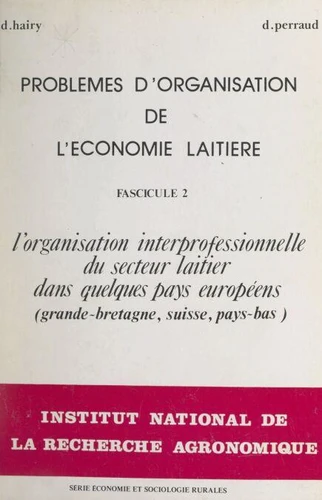 d.hairy d.perraud
PROBLEMES D'ORGANISATION
DE
L'ECONOMIE LAITIERE
FASCICULE 2
l'organisation interprofessionnelle
du secteur laitier
dans quelques pays européens
(grande-bretagne, suisse, pays-bas )
INSTITUT NATIONAL DE
LA RECHERCHE AGRONOMIQUE
SÉRIE ECONOMIE ET SOCIOLOGIE RURALES